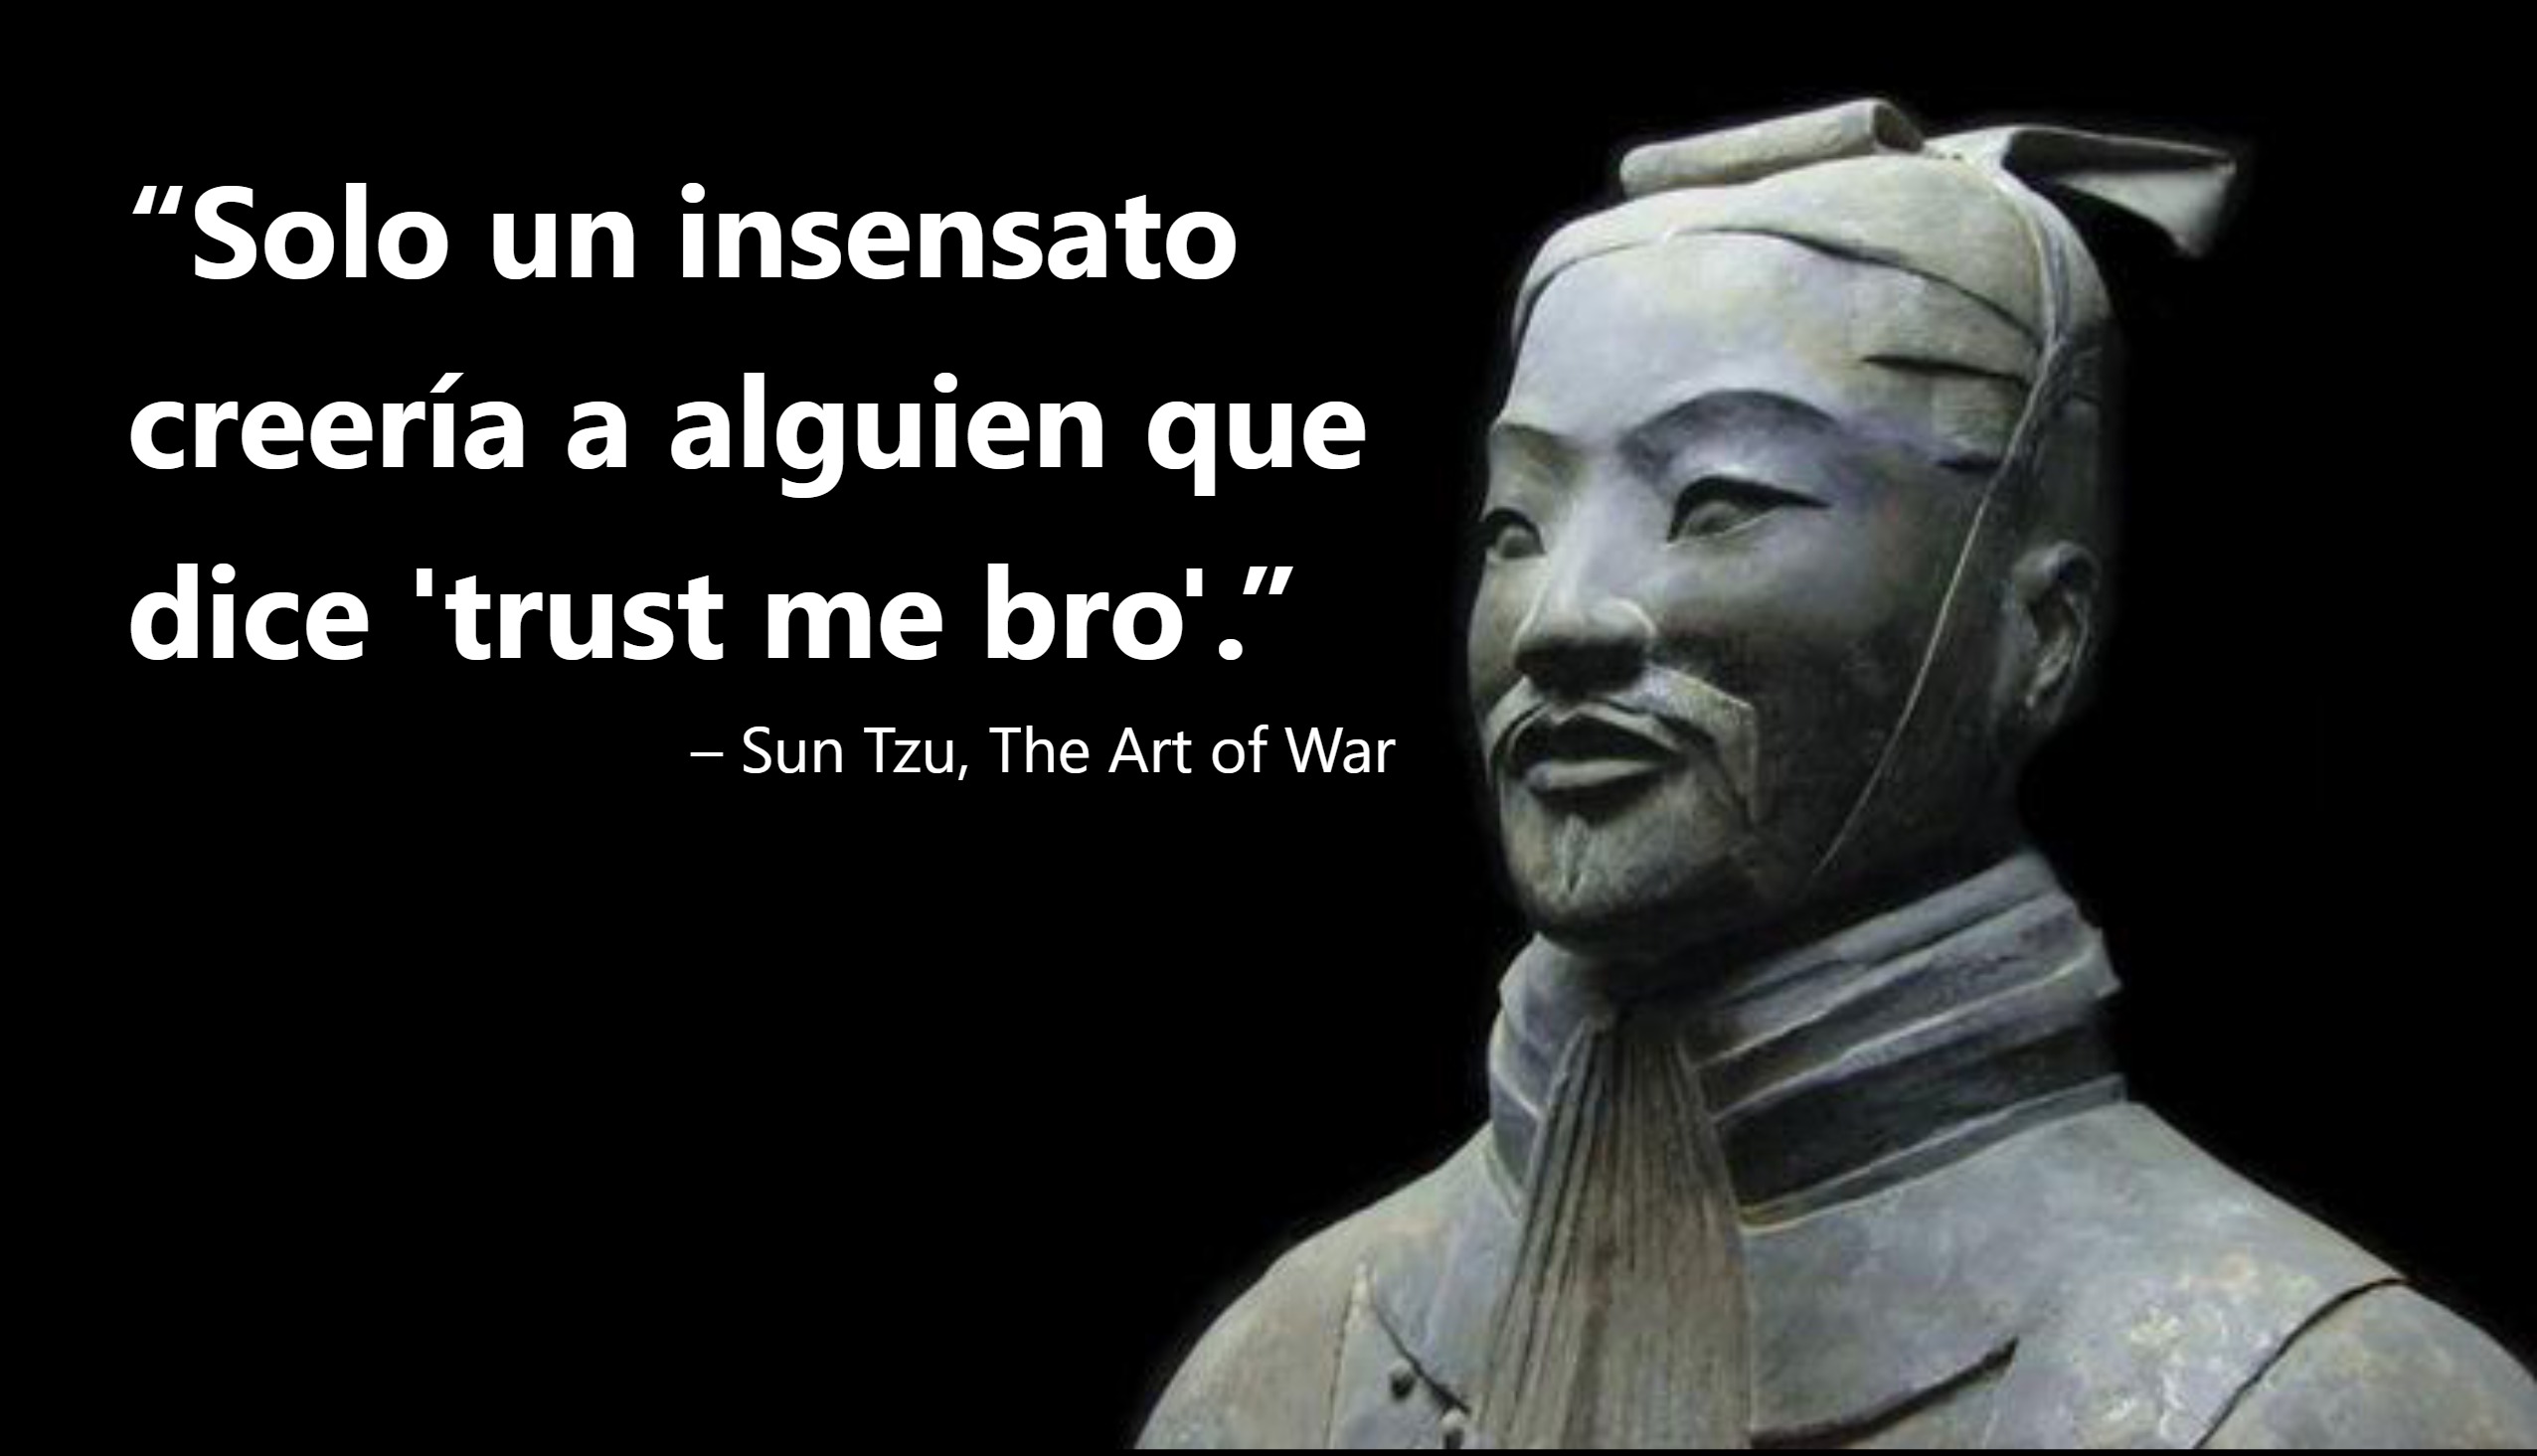 “Solo un insensato
creería a alguien que
dice 'trust me bro'.”
– Sun Tzu, The Art of War